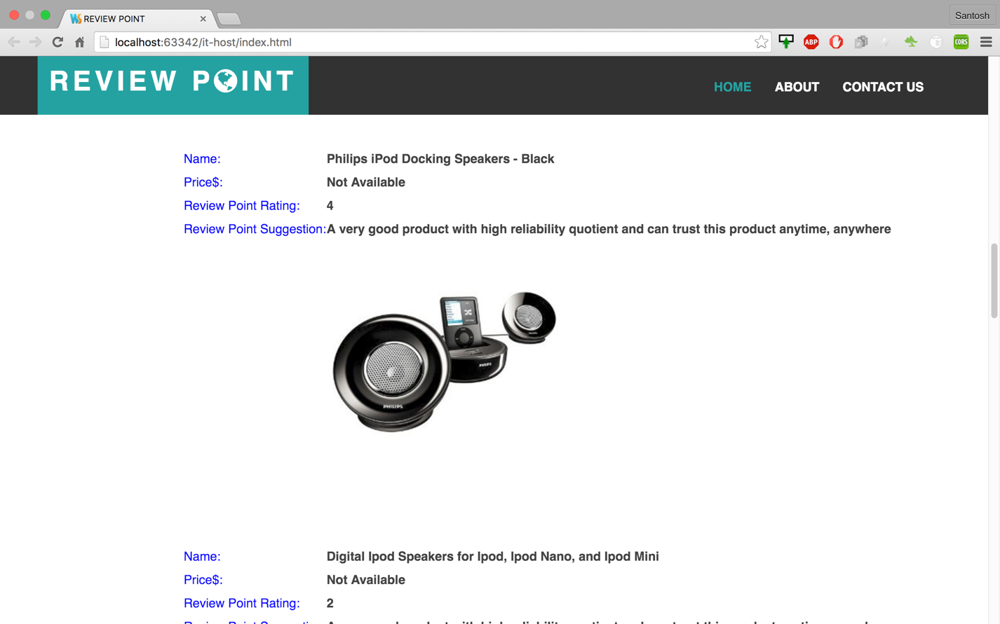 REVIEW POINT
Santosh
localhost:63342/it-host/index.html
ABP
CORS
REVIEW POINT
HOME
ABOUT
CONTACT US
Name: Philips iPod Docking Speakers - Black
Price$: Not Available
Review Point Rating: 4
Review Point Suggestion: A very good product with high reliability quotient and can trust this product anytime, anywhere
PHILIPS
PHILIPS
Name: Digital Ipod Speakers for Ipod, Ipod Nano, and Ipod Mini
Price$: Not Available
Review Point Rating: 2